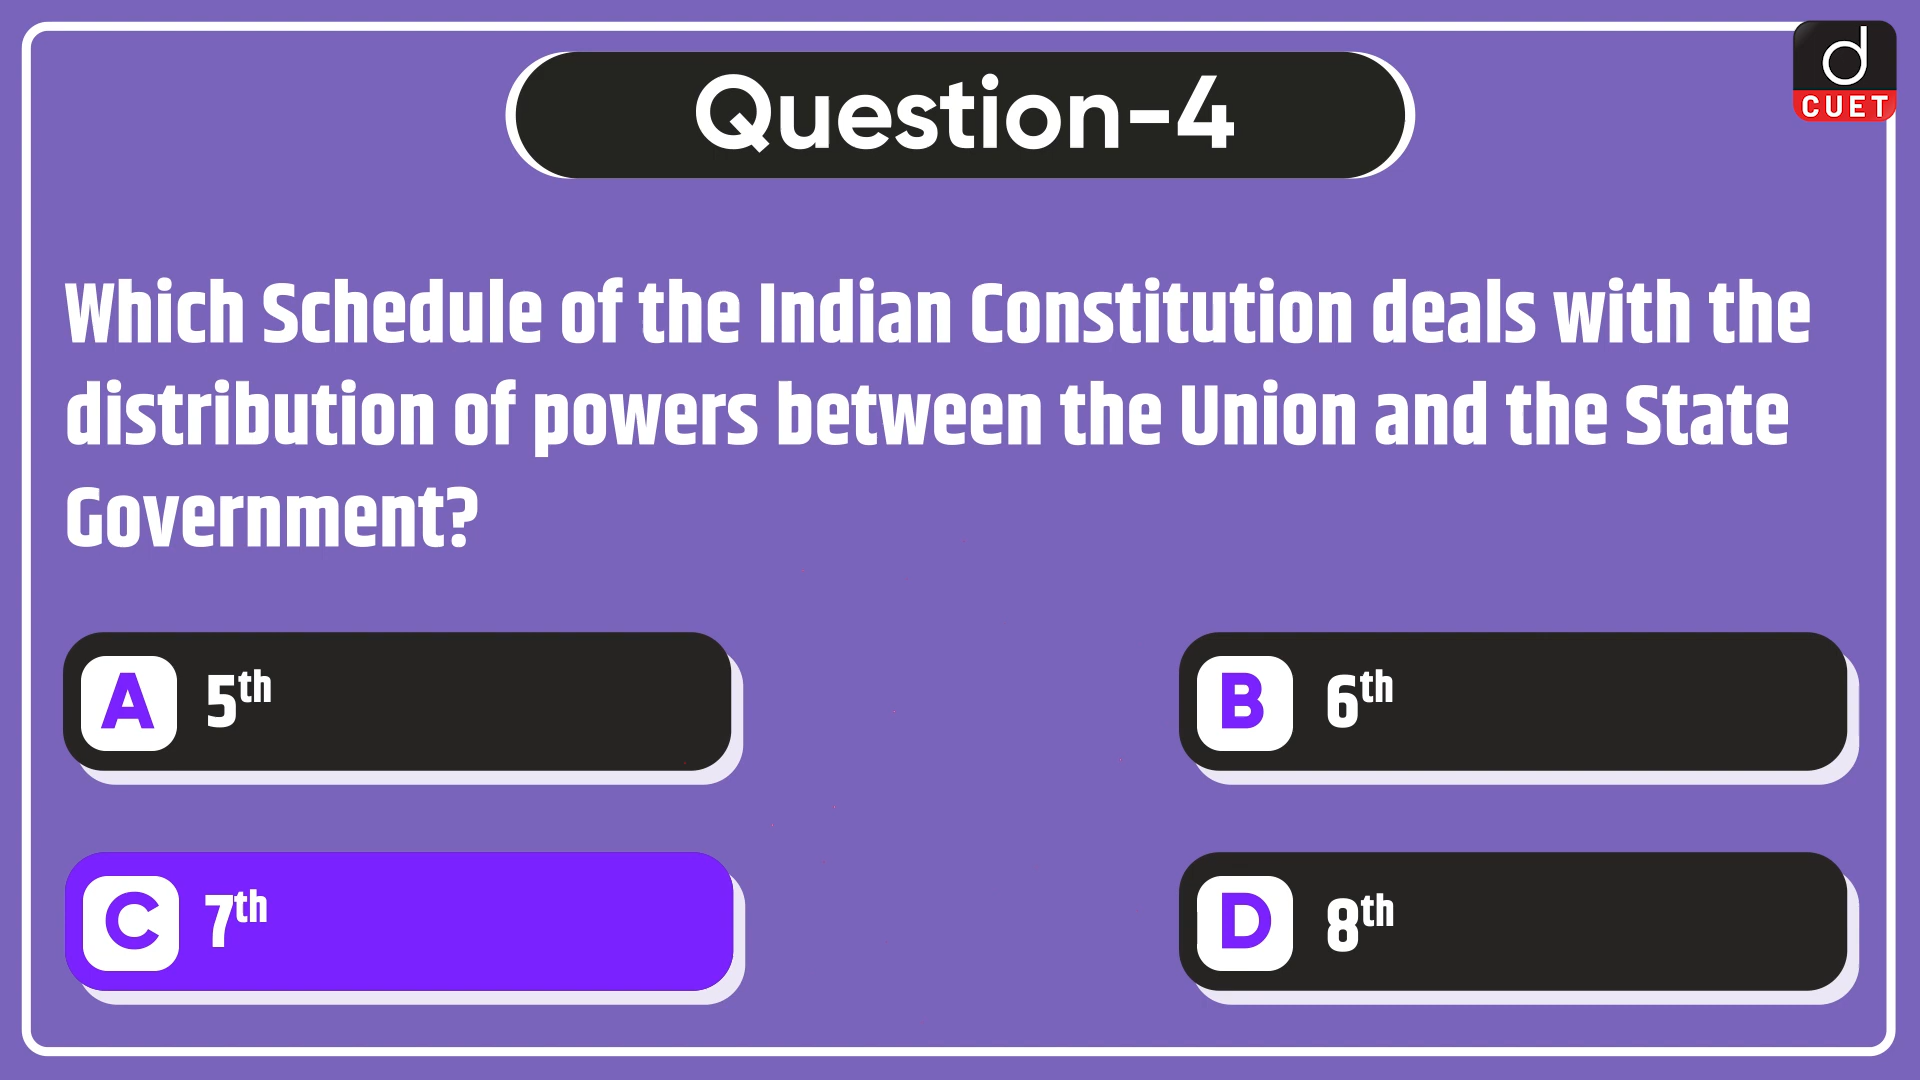 d
CUET
Question-4
Which Schedule of the Indian Constitution deals with the
distribution of powers between the Union and the State
Government?
A 5th
B 6th
C 7th
D 8th